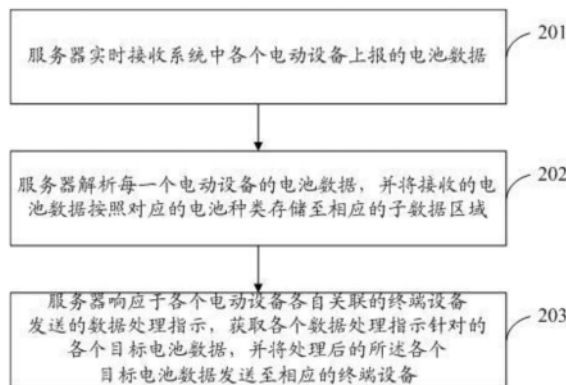 服务器实时接收系统中各个电动设备上报的电池数据
201
服务器解析每一个电动设备的电池数据，并将接收的电
池数据按照对应的电池种类存储至相应的子数据区域
202
服务器响应于各个电动设备各自关联的终端设备
发送的数据处理指示，获取各个数据处理指示针对的
各个目标电池数据，并将处理后的所述各个
目标电池数据发送至相应的终端设备
203